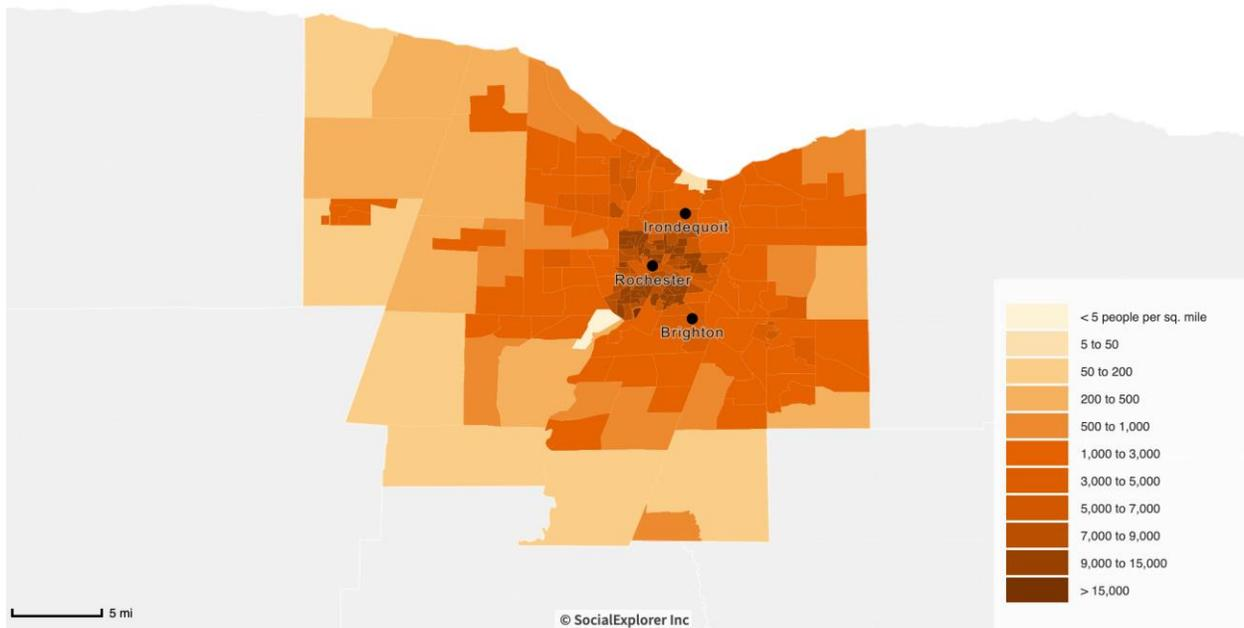 Irondequoit
Rochester
Brighton
< 5 people per sq. mile
5 to 50
50 to 200
200 to 500
500 to 1,000
1,000 to 3,000
3,000 to 5,000
5,000 to 7,000
7,000 to 9,000
9,000 to 15,000
> 15,000
5 mi
© SocialExplorer Inc